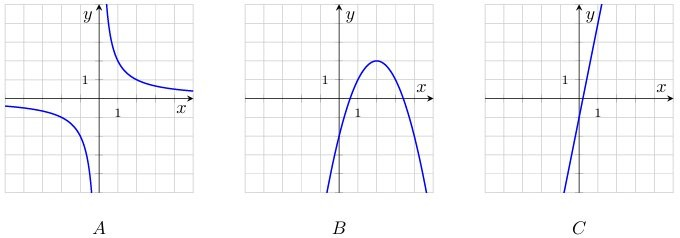 y y y
1 1 1
x x x
1 1 1
A B C